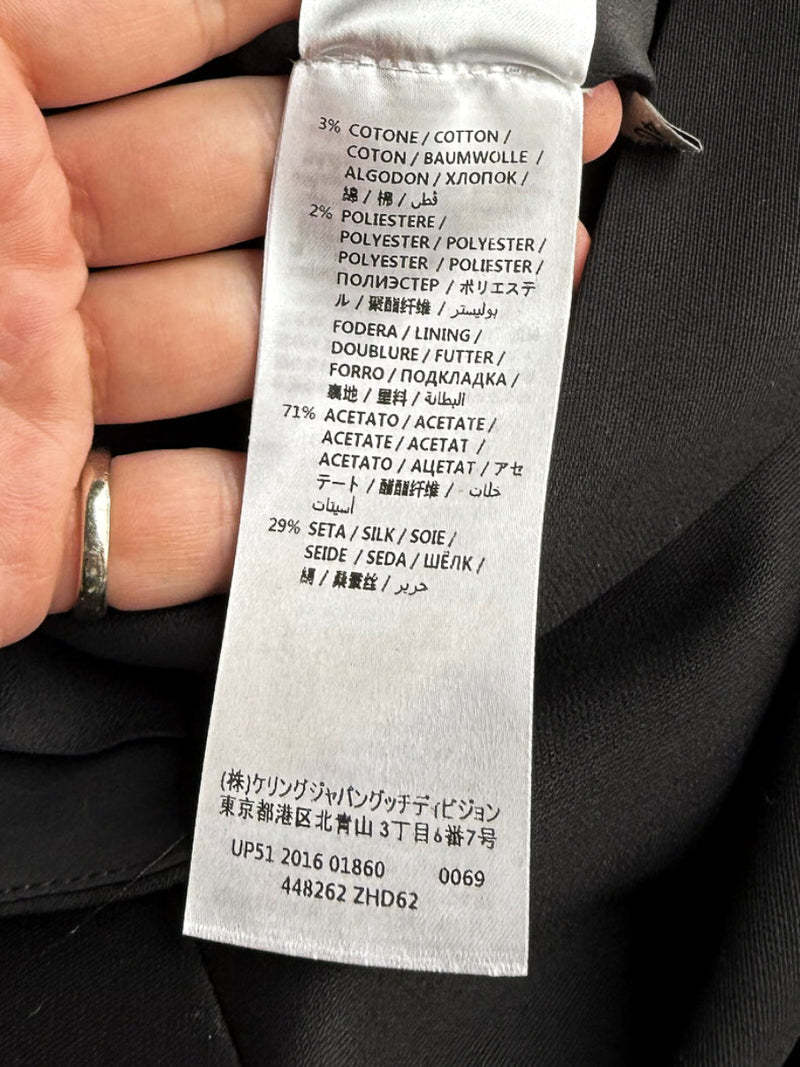 3% COTONE / COTTON /
COTON / BAUMWOLLE /
ALGODON / ХЛОПОК /
綿 / 棉 / قطن
2% POLIESTERE /
POLYESTER / POLYESTER /
POLYESTER / POLIESTER /
ПОЛИЭСТЕР / ポリエステ
ル / 聚酯纤维 / بوليستر
FODERA / LINING /
DOUBLURE / FUTTER /
FORRO / ПОДКЛАДКА /
裏地 / 里料 / البطانة
71% ACETATO / ACETATE /
ACETATE / ACETAT /
ACETATO / АЦЕТАТ / アセ
テート / 醋酯纤维 / خلات -
أسيتات
29% SETA / SILK / SOIE /
SEIDE / SEDA / ШЁЛК /
絹 / 桑蚕丝 / حرير
(株)ケリングジャパングッチディビジョン
東京都港区北青山 3丁目6番7号
UP51 2016 01860 0069
448262 ZHD62